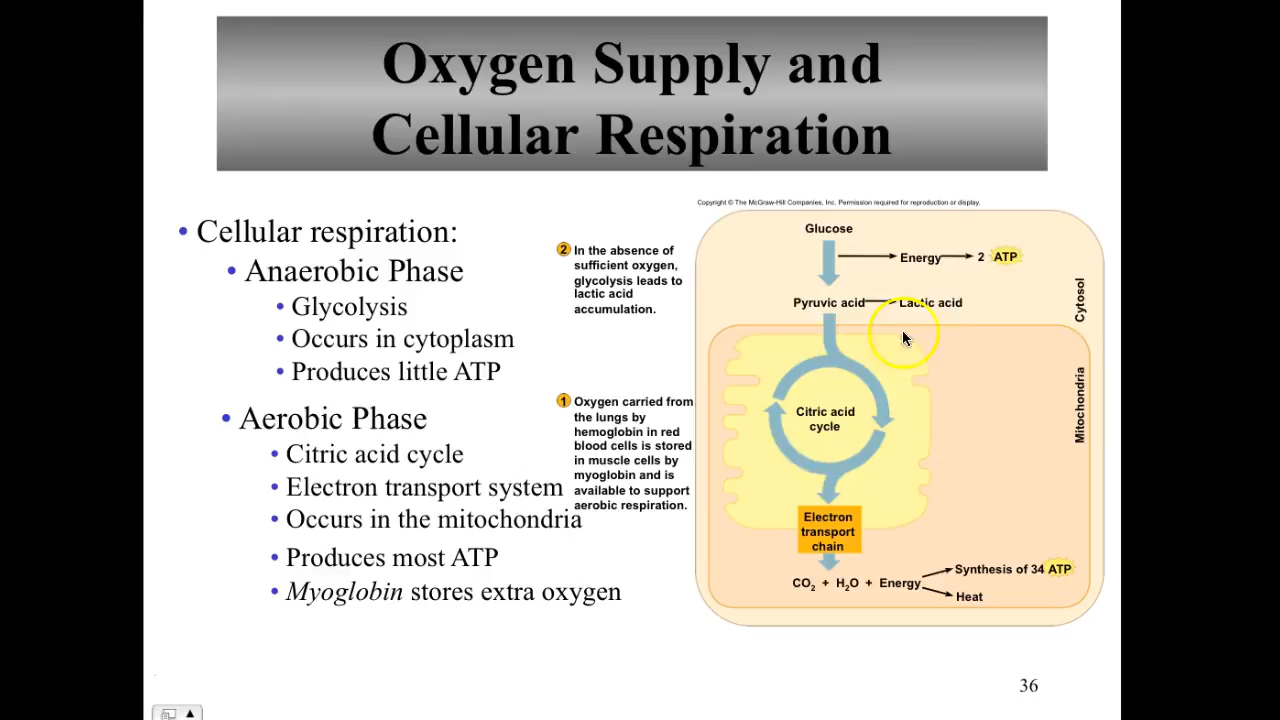 Oxygen Supply and
Cellular Respiration
• Cellular respiration:
• Anaerobic Phase
• Glycolysis
• Occurs in cytoplasm
• Produces little ATP
• Aerobic Phase
• Citric acid cycle
• Electron transport system
• Occurs in the mitochondria
• Produces most ATP
• Myoglobin stores extra oxygen
2 In the absence of
sufficient oxygen,
glycolysis leads to
lactic acid
accumulation.
1 Oxygen carried from
the lungs by
hemoglobin in red
blood cells is stored
in muscle cells by
myoglobin and is
available to support
aerobic respiration.
Copyright © The McGraw-Hill Companies, Inc. Permission required for reproduction or display.
Glucose
Energy 2 ATP
Pyruvic acid Lactic acid
Cytosol
Mitochondria
Citric acid
cycle
Electron
transport
chain
CO2 + H2O + Energy
Synthesis of 34 ATP
Heat
36